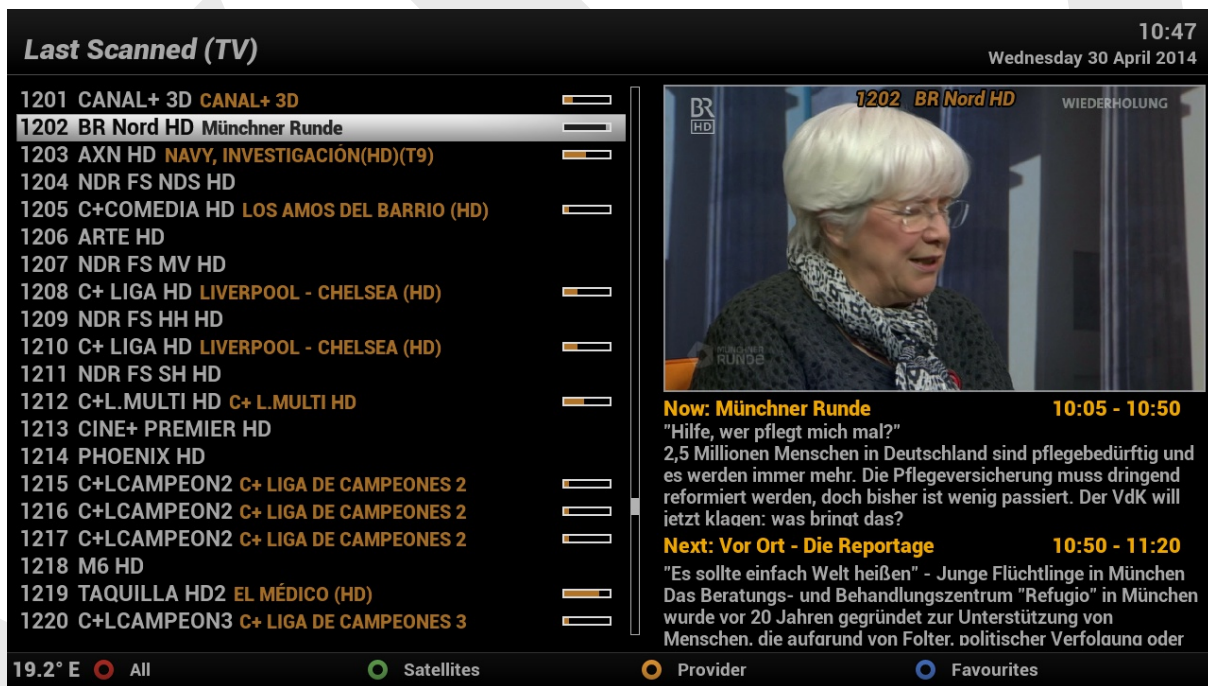 Last Scanned (TV)
10:47
Wednesday 30 April 2014
1201 CANAL+ 3D CANAL+ 3D
1202 BR Nord HD Münchner Runde
1203 AXN HD NAVY, INVESTIGACIÓN(HD)(T9)
1204 NDR FS NDS HD
1205 C+COMEDIA HD LOS AMOS DEL BARRIO (HD)
1206 ARTE HD
1207 NDR FS MV HD
1208 C+ LIGA HD LIVERPOOL - CHELSEA (HD)
1209 NDR FS HH HD
1210 C+ LIGA HD LIVERPOOL - CHELSEA (HD)
1211 NDR FS SH HD
1212 C+L.MULTI HD C+ L.MULTI HD
1213 CINE+ PREMIER HD
1214 PHOENIX HD
1215 C+LCAMPEON2 C+ LIGA DE CAMPEONES 2
1216 C+LCAMPEON2 C+ LIGA DE CAMPEONES 2
1217 C+LCAMPEON2 C+ LIGA DE CAMPEONES 2
1218 M6 HD
1219 TAQUILLA HD2 EL MÉDICO (HD)
1220 C+LCAMPEON3 C+ LIGA DE CAMPEONES 3
BR
HD
1202 BR Nord HD
WIEDERHOLUNG
MÜNCHNER
RUNDE
Now: Münchner Runde 10:05 - 10:50
"Hilfe, wer pflegt mich mal?"
2,5 Millionen Menschen in Deutschland sind pflegebedürftig und
es werden immer mehr. Die Pflegeversicherung muss dringend
reformiert werden, doch bisher ist wenig passiert. Der VdK will
jetzt klagen: was bringt das?
Next: Vor Ort - Die Reportage 10:50 - 11:20
"Es sollte einfach Welt heißen" - Junge Flüchtlinge in München
Das Beratungs- und Behandlungszentrum "Refugio" in München
wurde vor 20 Jahren gegründet zur Unterstützung von
Menschen, die aufgrund von Folter, politischer Verfolgung oder
19.2° E All Satellites Provider Favourites